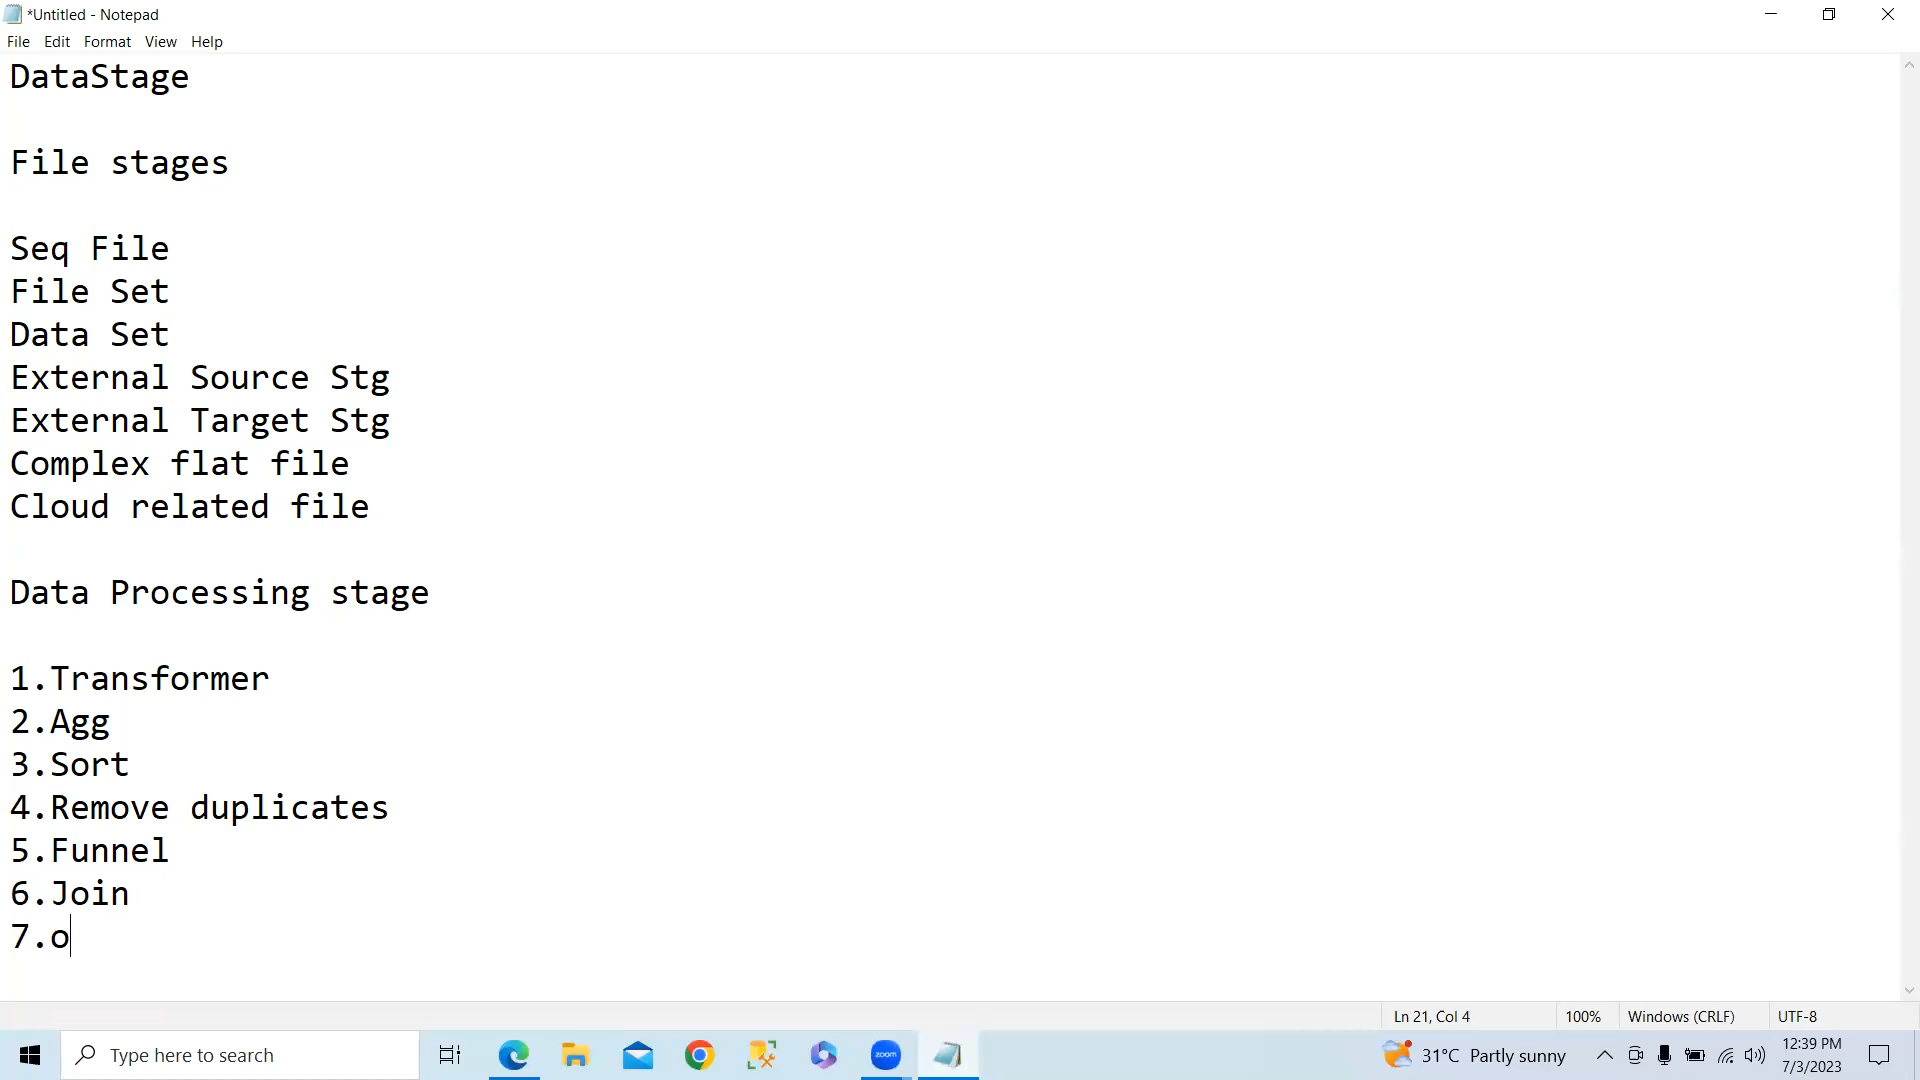 *Untitled - Notepad
File Edit Format View Help
DataStage
File stages
Seq File
File Set
Data Set
External Source Stg
External Target Stg
Complex flat file
Cloud related file
Data Processing stage
1.Transformer
2.Agg
3.Sort
4.Remove duplicates
5.Funnel
6.Join
7.o
Ln 21, Col 4 100% Windows (CRLF) UTF-8
Type here to search zoom 31°C Partly sunny 12:39 PM
7/3/2023